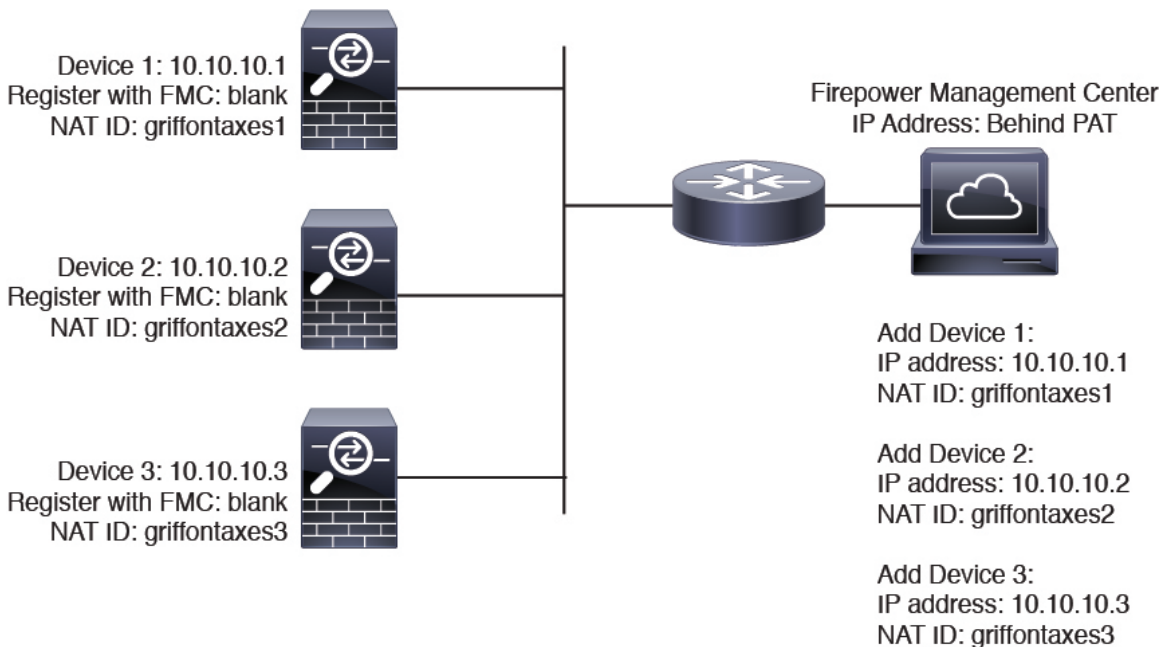 Device 1: 10.10.10.1
Register with FMC: blank
NAT ID: griffontaxes1
Device 2: 10.10.10.2
Register with FMC: blank
NAT ID: griffontaxes2
Device 3: 10.10.10.3
Register with FMC: blank
NAT ID: griffontaxes3
Firepower Management Center
IP Address: Behind PAT
Add Device 1:
IP address: 10.10.10.1
NAT ID: griffontaxes1
Add Device 2:
IP address: 10.10.10.2
NAT ID: griffontaxes2
Add Device 3:
IP address: 10.10.10.3
NAT ID: griffontaxes3